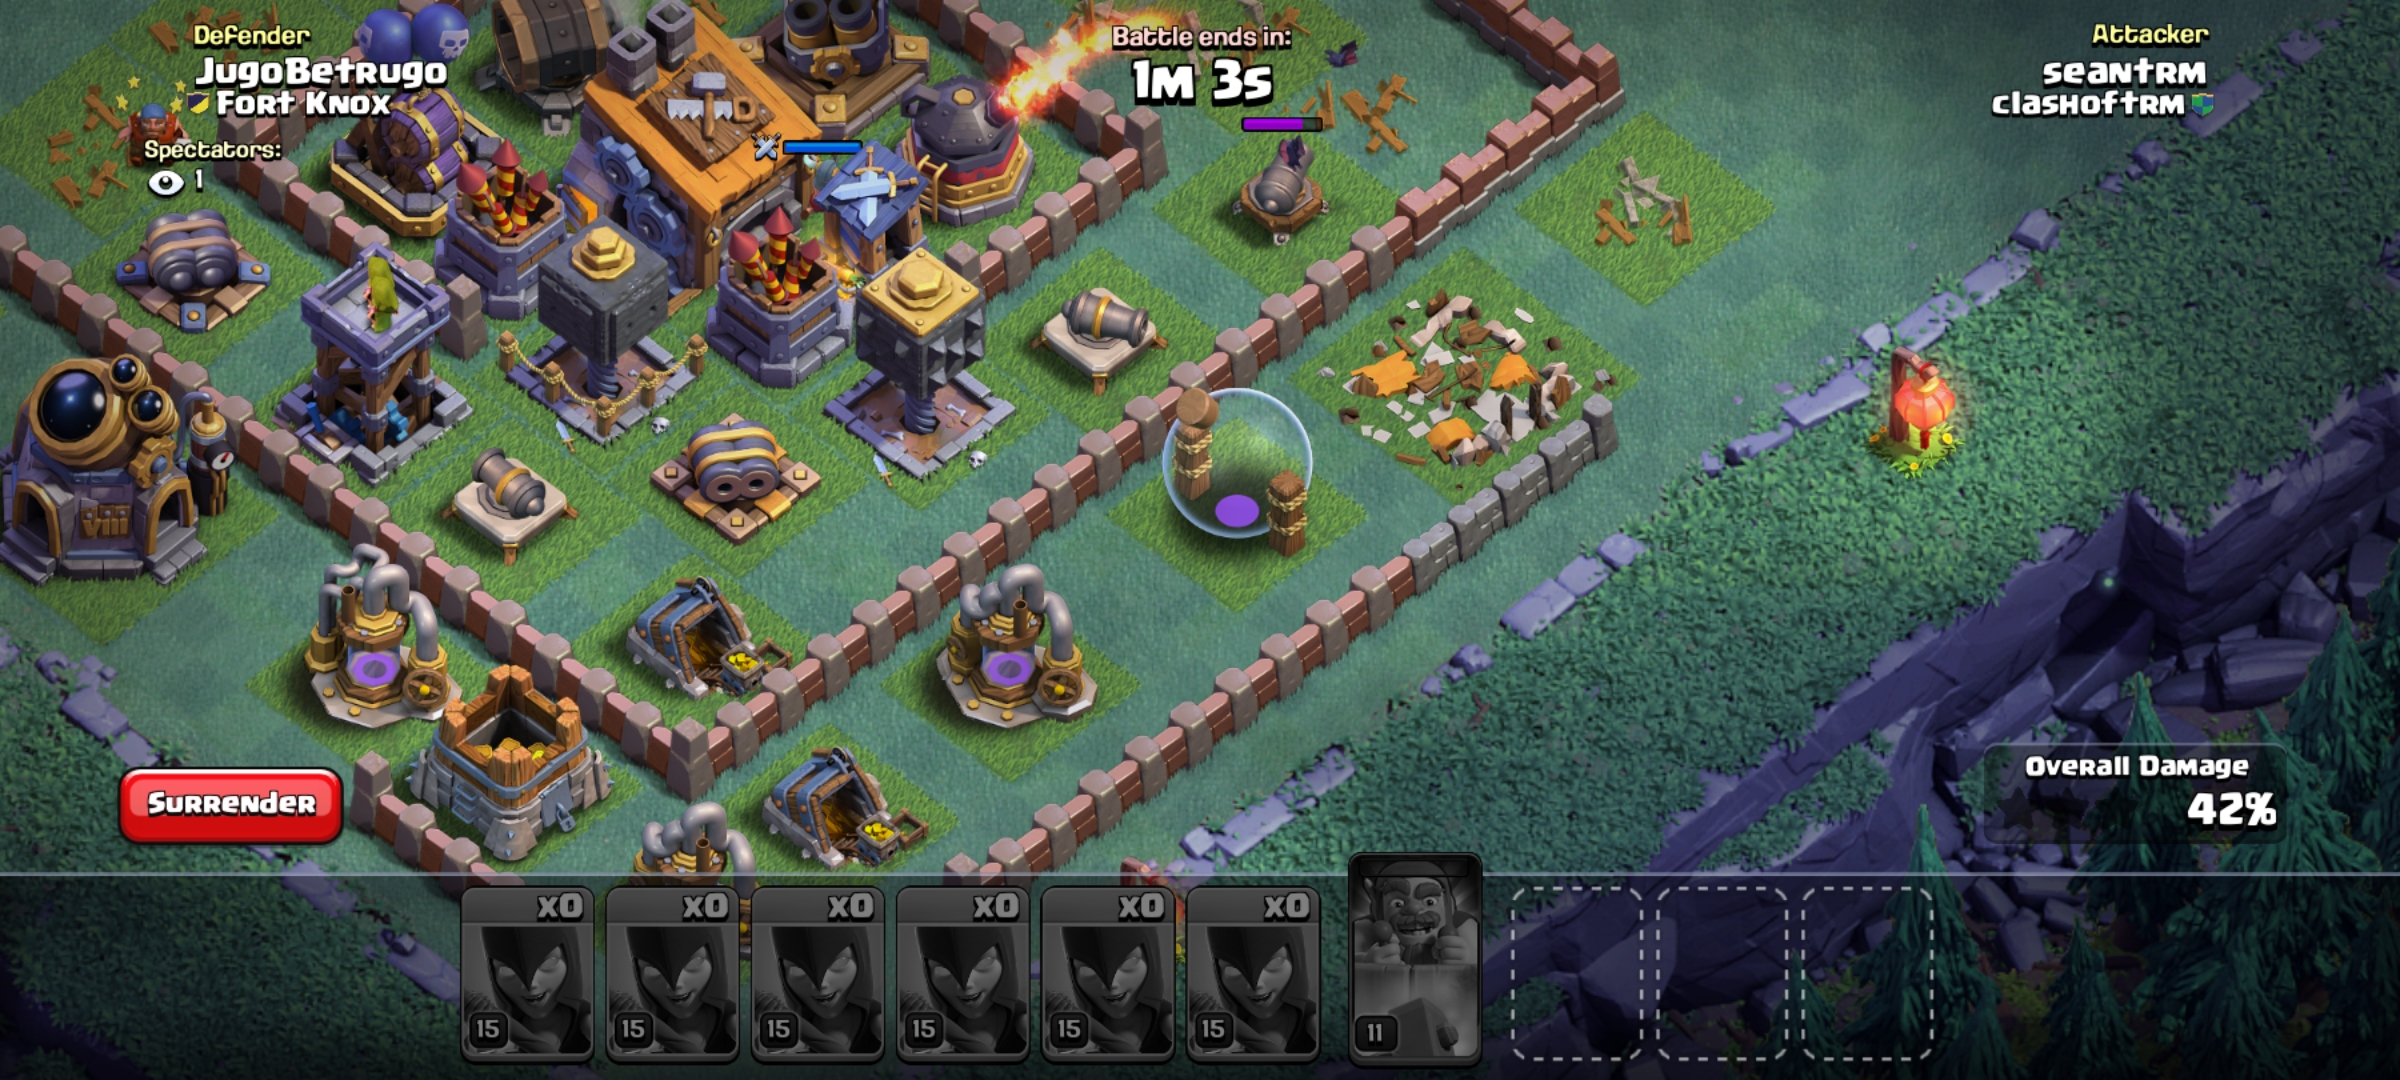 Defender
JugoBetrugo
Fort Knox
Spectators:
1
Battle ends in:
1M 3s
Attacker
seantRM
clashoftRM
VIII
Surrender
Overall Damage
42%
x0
x0
x0
x0
x0
x0
15
15
15
15
15
15
11